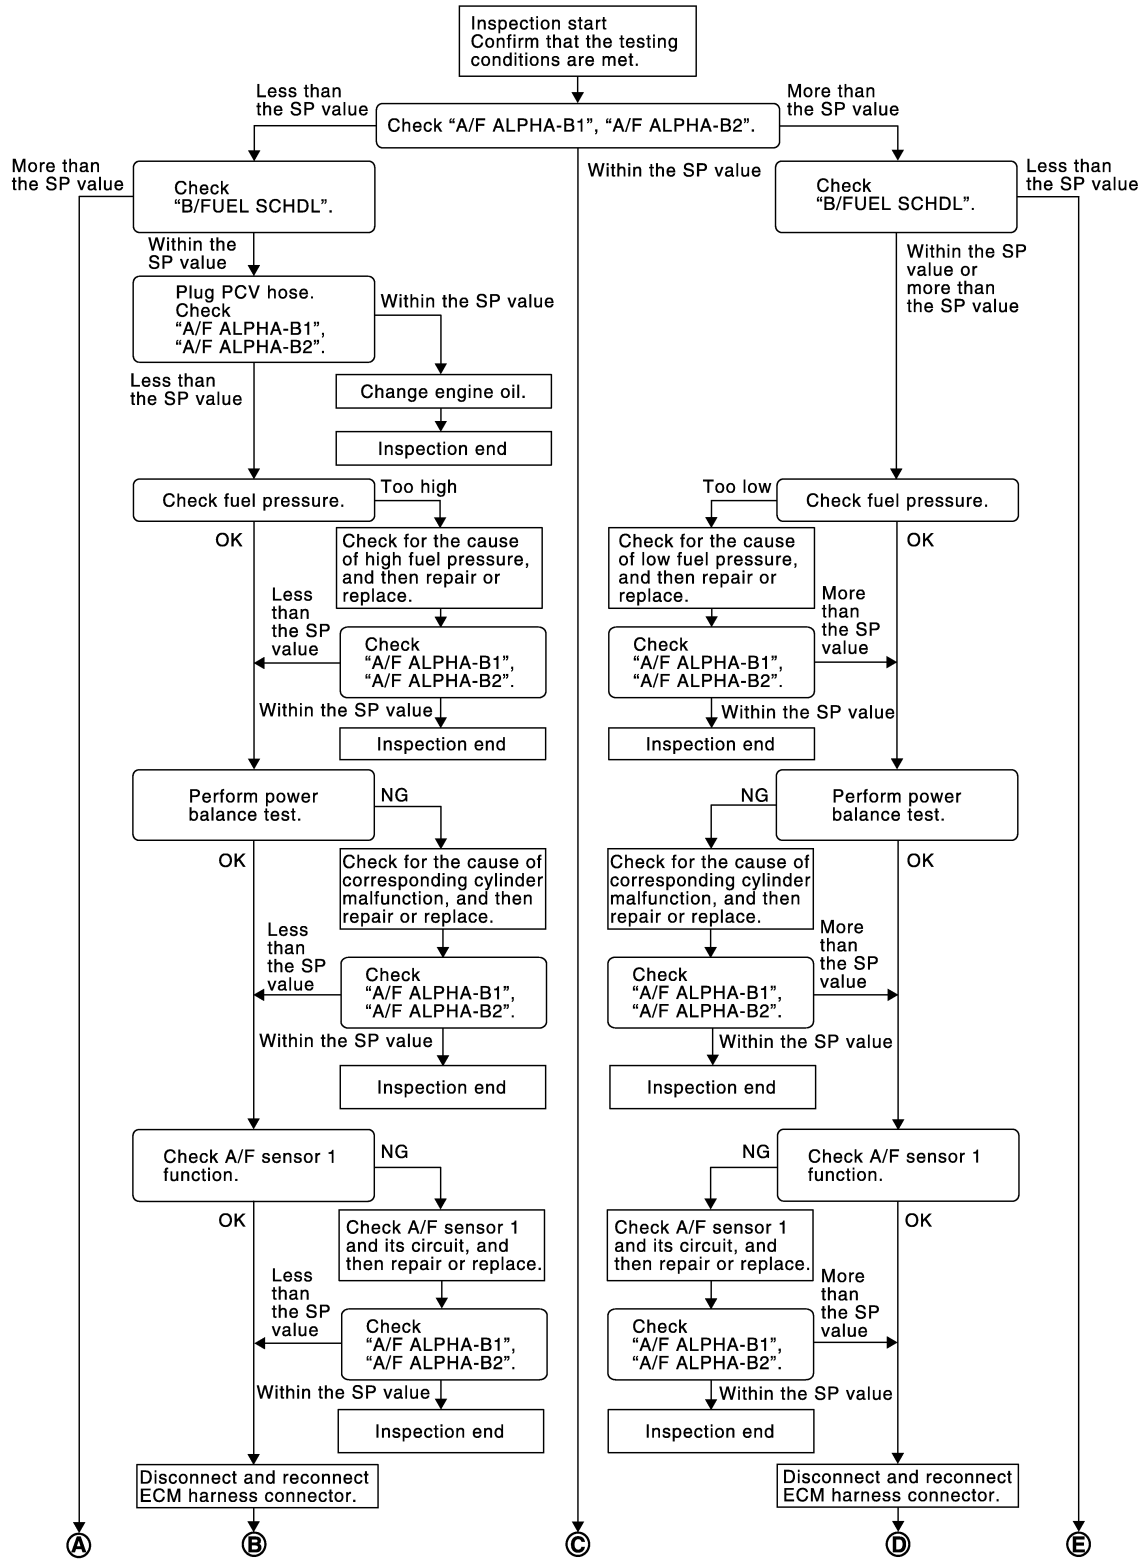 Inspection start
Confirm that the testing
conditions are met.
Less than
the SP value
More than
the SP value
Check “A/F ALPHA-B1”, “A/F ALPHA-B2”.
More than
the SP value
Check
“B/FUEL SCHDL”.
Within the SP value
Check
“B/FUEL SCHDL”.
Less than
the SP value
Within the
SP value
Within the SP
value or
more than
the SP value
Plug PCV hose.
Check
“A/F ALPHA-B1”,
“A/F ALPHA-B2”.
Within the SP value
Less than
the SP value
Change engine oil.
Inspection end
Check fuel pressure.
Too high
Too low
Check fuel pressure.
OK
Check for the cause
of high fuel pressure,
and then repair or
replace.
Check for the cause
of low fuel pressure,
and then repair or
replace.
OK
Less
than
the SP
value
Check
“A/F ALPHA-B1”,
“A/F ALPHA-B2”.
Check
“A/F ALPHA-B1”,
“A/F ALPHA-B2”.
More
than
the SP
value
Within the SP value
Within the SP value
Inspection end
Inspection end
Perform power
balance test.
NG
NG
Perform power
balance test.
OK
Check for the cause of
corresponding cylinder
malfunction, and then
repair or replace.
Check for the cause of
corresponding cylinder
malfunction, and then
repair or replace.
OK
Less
than
the SP
value
Check
“A/F ALPHA-B1”,
“A/F ALPHA-B2”.
Check
“A/F ALPHA-B1”,
“A/F ALPHA-B2”.
More
than
the SP
value
Within the SP value
Within the SP value
Inspection end
Inspection end
Check A/F sensor 1
function.
NG
NG
Check A/F sensor 1
function.
OK
Check A/F sensor 1
and its circuit, and
then repair or replace.
Check A/F sensor 1
and its circuit, and
then repair or replace.
OK
Less
than
the SP
value
Check
“A/F ALPHA-B1”,
“A/F ALPHA-B2”.
Check
“A/F ALPHA-B1”,
“A/F ALPHA-B2”.
More
than
the SP
value
Within the SP value
Within the SP value
Inspection end
Inspection end
Disconnect and reconnect
ECM harness connector.
Disconnect and reconnect
ECM harness connector.
A
B
C
D
E